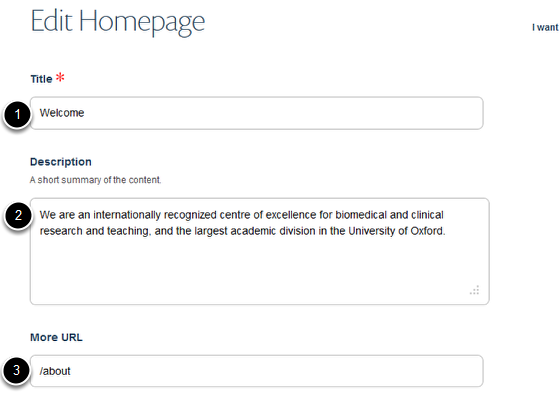 Edit Homepage
I want
Title *
1
Welcome
Description
A short summary of the content.
2
We are an internationally recognized centre of excellence for biomedical and clinical
research and teaching, and the largest academic division in the University of Oxford.
More URL
3
/about